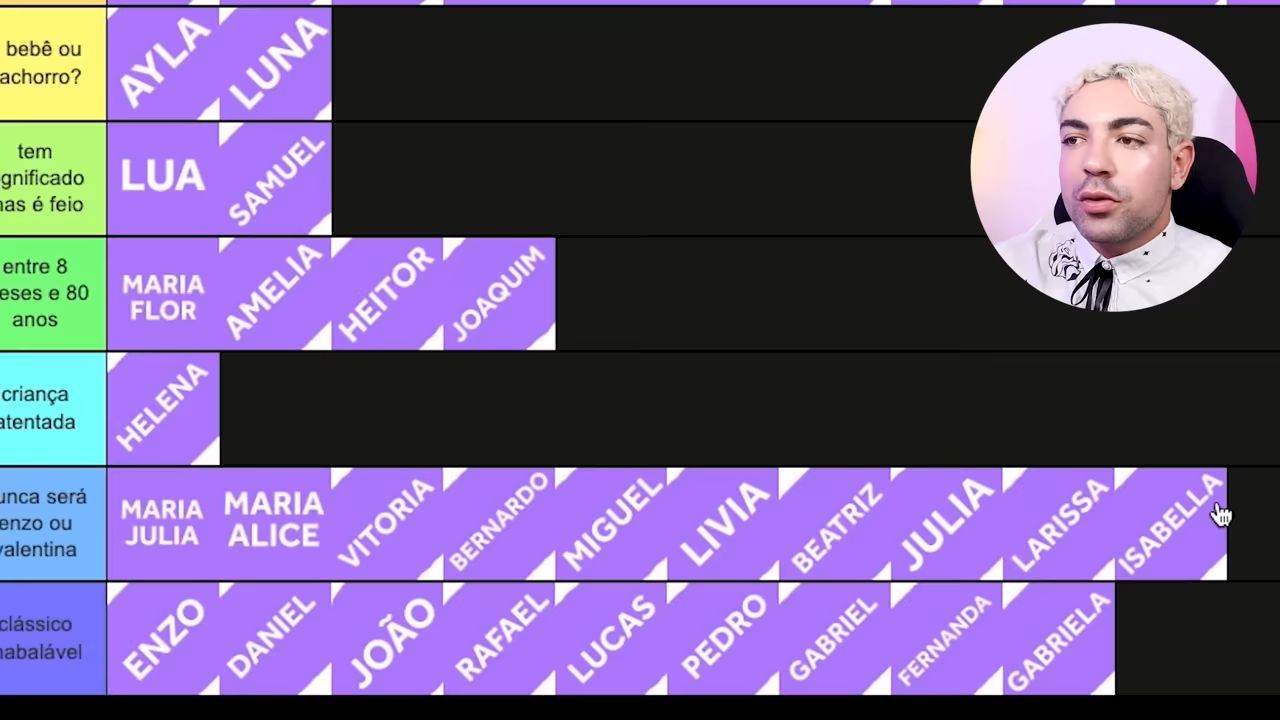 bebê ou
achorro?
AYLA
LUNA
tem
gnificado
nas é feio
LUA
SAMUEL
entre 8
eses e 80
anos
MARIA
FLOR
AMELIA
HEITOR
JOAQUIM
criança
atentada
HELENA
unca será
enzo ou
valentina
MARIA
JULIA
MARIA
ALICE
VITORIA
BERNARDO
MIGUEL
LIVIA
BEATRIZ
JULIA
LARISSA
ISABELLA
clássico
nabalável
ENZO
DANIEL
JOÃO
RAFAEL
LUCAS
PEDRO
GABRIEL
FERNANDA
GABRIELA